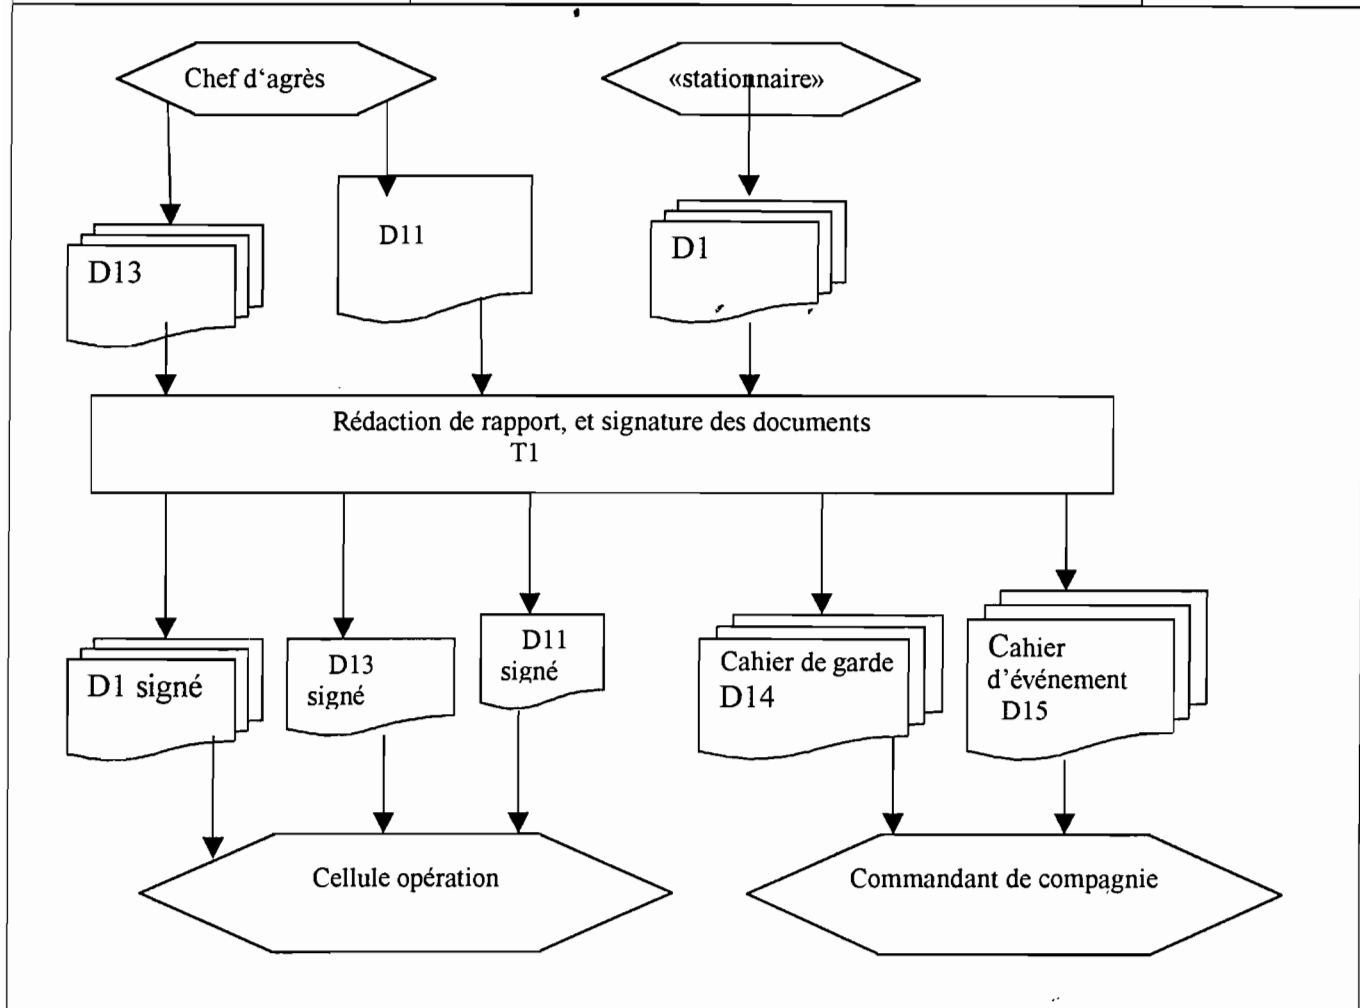 Chef d‘agrès
«stationnaire»
D13
D11
D1
Rédaction de rapport, et signature des documents
T1
D1 signé
D13
signé
D11
signé
Cahier de garde
D14
Cahier
d’événement
D15
Cellule opération
Commandant de compagnie